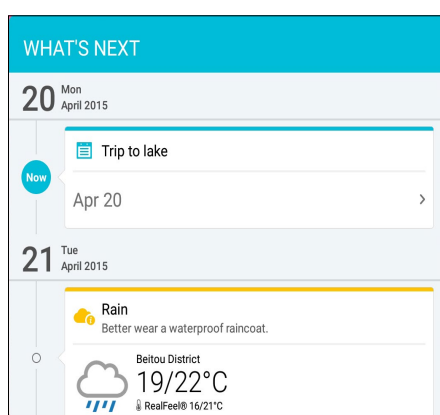 WHAT'S NEXT
20 Mon
April 2015
Trip to lake
Now
Apr 20
21 Tue
April 2015
Rain
Better wear a waterproof raincoat.
Beitou District
19/22°C
RealFeel® 16/21°C